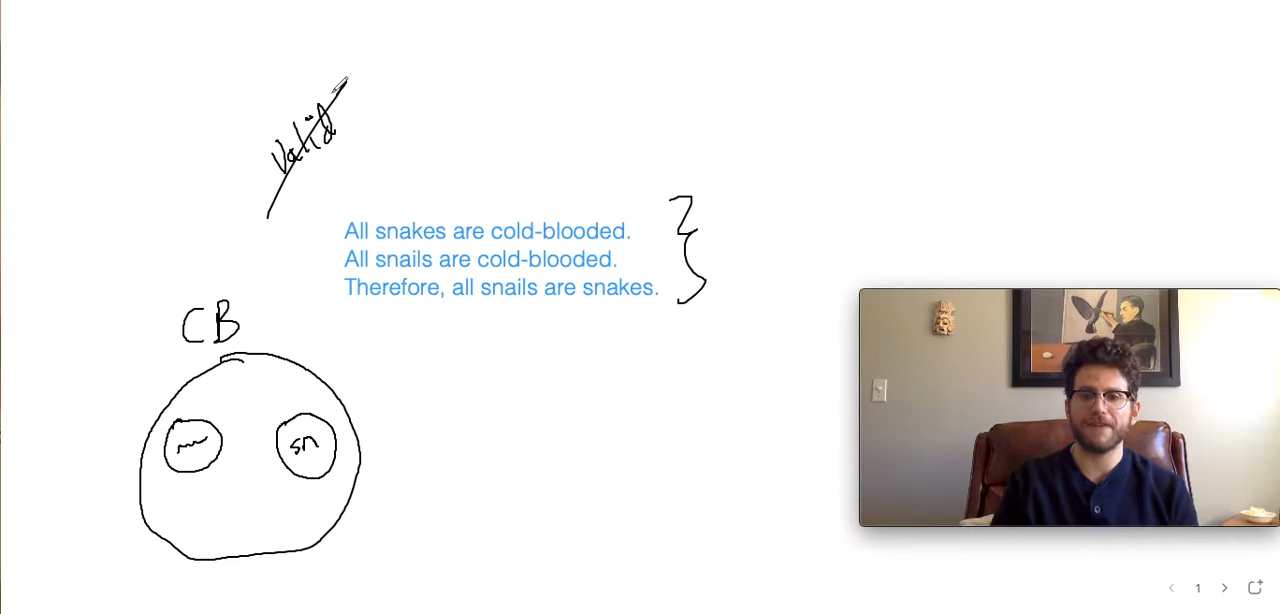 Valid
All snakes are cold-blooded.
All snails are cold-blooded.
Therefore, all snails are snakes.
CB
sn
1